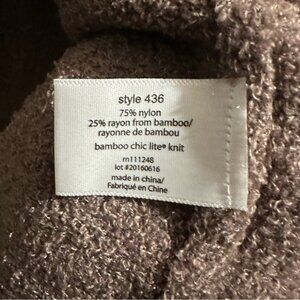 style 436
75% nylon
25% rayon from bamboo/
rayonne de bambou
bamboo chic lite® knit
rn111248
lot #20160616
made in china/
Fabriqué en Chine